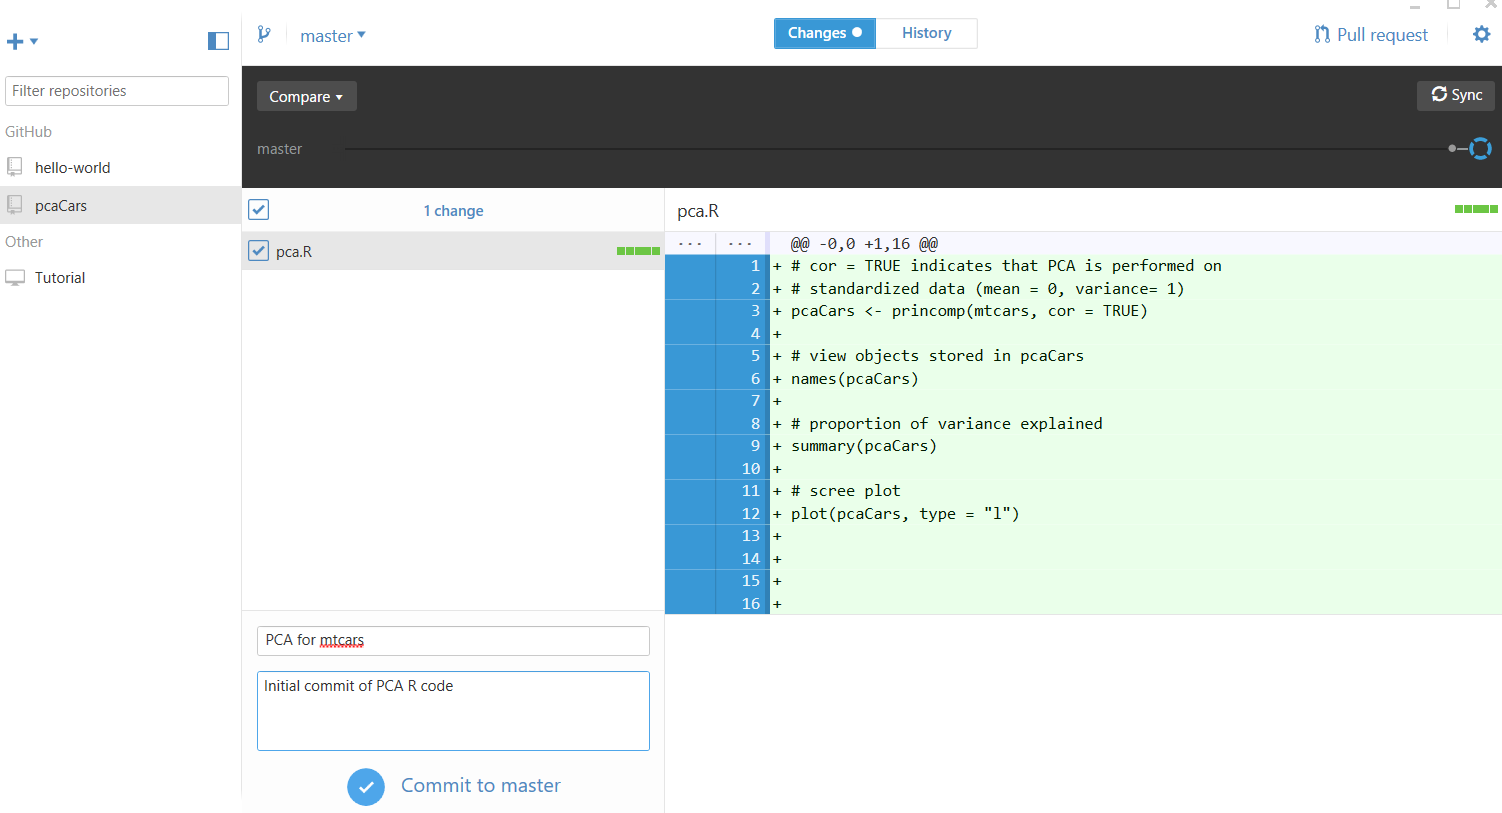 master
Changes
History
Pull request
Filter repositories
GitHub
hello-world
pcaCars
Other
Tutorial
Compare
Sync
master
1 change
pca.R
PCA for mtcars
Initial commit of PCA R code
Commit to master
pca.R
... ... @@ -0,0 +1,16 @@
1 + # cor = TRUE indicates that PCA is performed on
2 + # standardized data (mean = 0, variance= 1)
3 + pcaCars <- princomp(mtcars, cor = TRUE)
4 +
5 + # view objects stored in pcaCars
6 + names(pcaCars)
7 +
8 + # proportion of variance explained
9 + summary(pcaCars)
10 +
11 + # scree plot
12 + plot(pcaCars, type = "l")
13 +
14 +
15 +
16 +